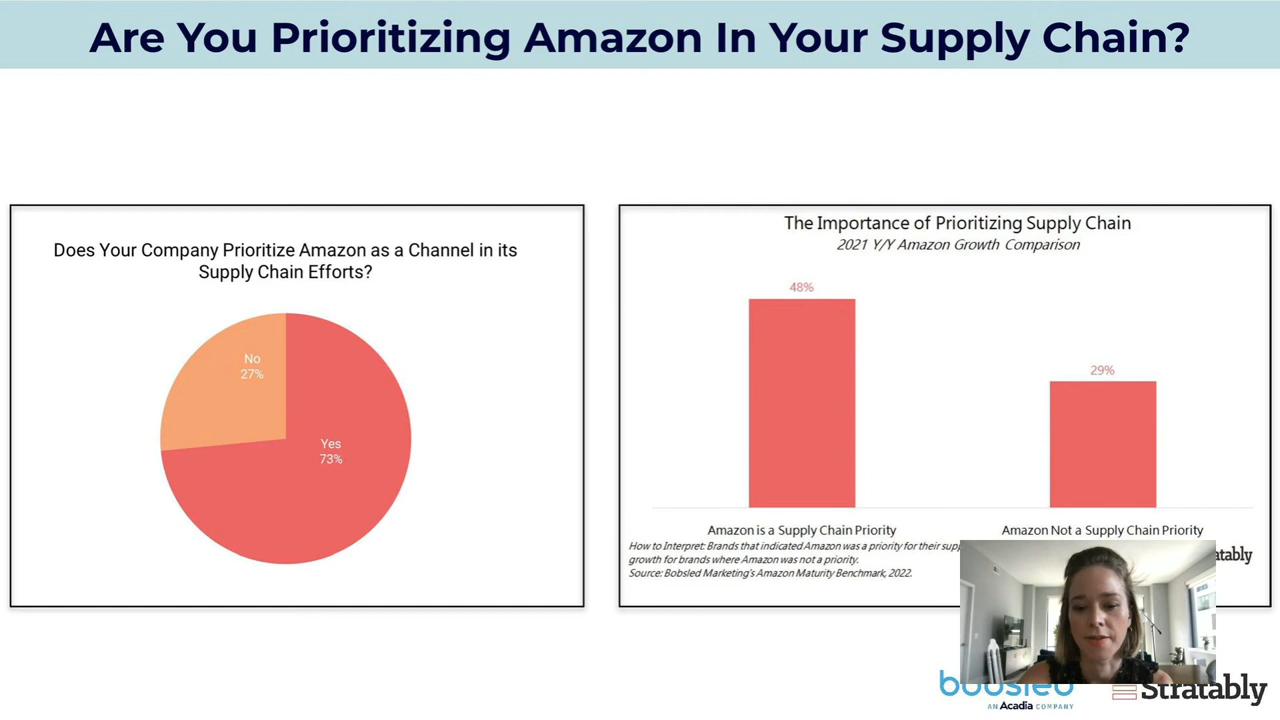 Are You Prioritizing Amazon In Your Supply Chain?
Does Your Company Prioritize Amazon as a Channel in its
Supply Chain Efforts?
No
27%
Yes
73%
The Importance of Prioritizing Supply Chain
2021 Y/Y Amazon Growth Comparison
48%
29%
Amazon is a Supply Chain Priority
Amazon Not a Supply Chain Priority
How to Interpret: Brands that indicated Amazon was a priority for their
growth for brands where Amazon was not a priority.
Source: Bobsled Marketing's Amazon Maturity Benchmark, 2022.
AN Acadia COMPANY
Stratably